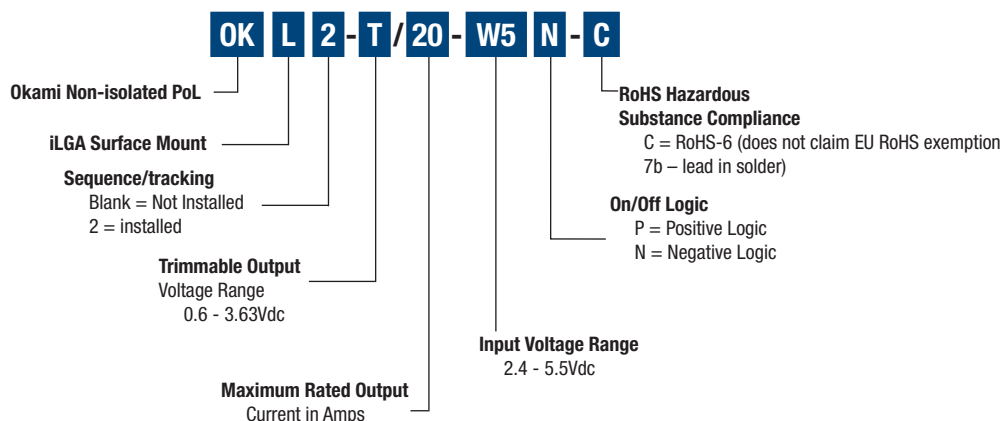 OK L 2 - T / 20 - W5 N - C
Okami Non-isolated PoL
RoHS Hazardous
Substance Compliance
C = RoHS-6 (does not claim EU RoHS exemption
7b – lead in solder)
iLGA Surface Mount
Sequence/tracking
Blank = Not Installed
2 = installed
On/Off Logic
P = Positive Logic
N = Negative Logic
Trimmable Output
Voltage Range
0.6 - 3.63Vdc
Input Voltage Range
2.4 - 5.5Vdc
Maximum Rated Output
Current in Amps